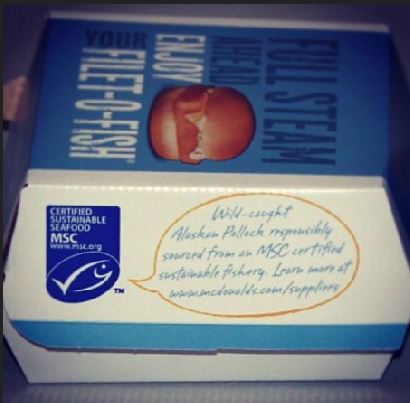 FULL STEAM
AHEAD
ENJOY
YOUR
FILET-O-FISH
CERTIFIED
SUSTAINABLE
SEAFOOD
MSC
www.msc.org
TM
Wild-caught
Alaskan Pollock responsibly
sourced from an MSC certified
sustainable fishery. Learn more at
www.mcdonalds.com/suppliers